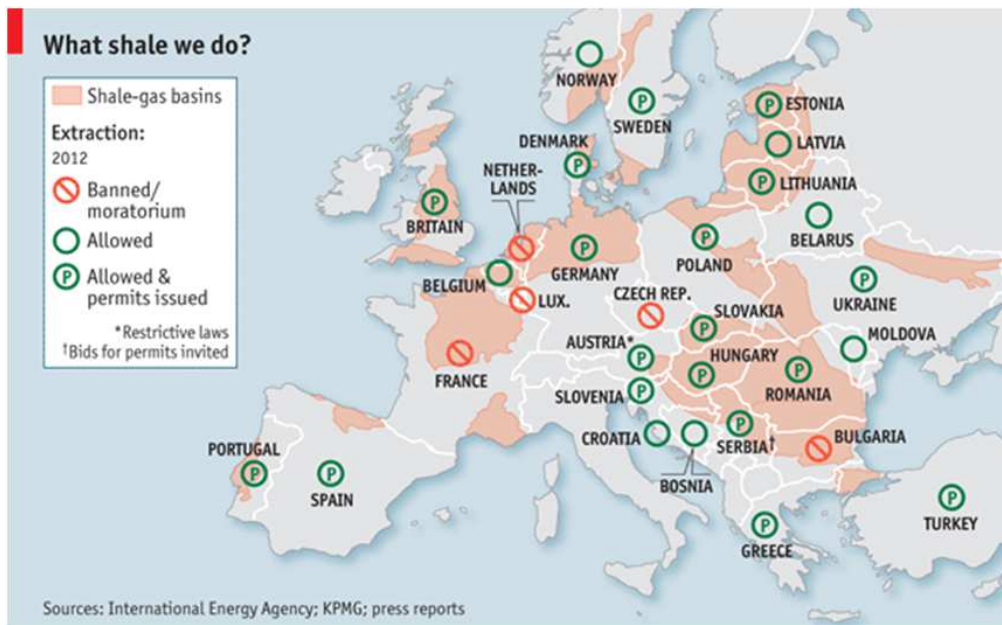 What shale we do?
Shale-gas basins
Extraction:
2012
Banned/
moratorium
Allowed
P Allowed &
permits issued
*Restrictive laws
†Bids for permits invited
NORWAY
P
SWEDEN
P ESTONIA
LATVIA
P LITHUANIA
DENMARK
P
NETHER-
LANDS
P
BRITAIN
BELARUS
P
GERMANY
P
POLAND
BELGIUM
LUX.
CZECH REP.
P
UKRAINE
SLOVAKIA
P
MOLDOVA
AUSTRIA*
P
HUNGARY
P
P
ROMANIA
FRANCE
SLOVENIA P
CROATIA
BOSNIA
P
SERBIA†
BULGARIA
PORTUGAL
P
P
SPAIN
P
GREECE
P
TURKEY
Sources: International Energy Agency; KPMG; press reports